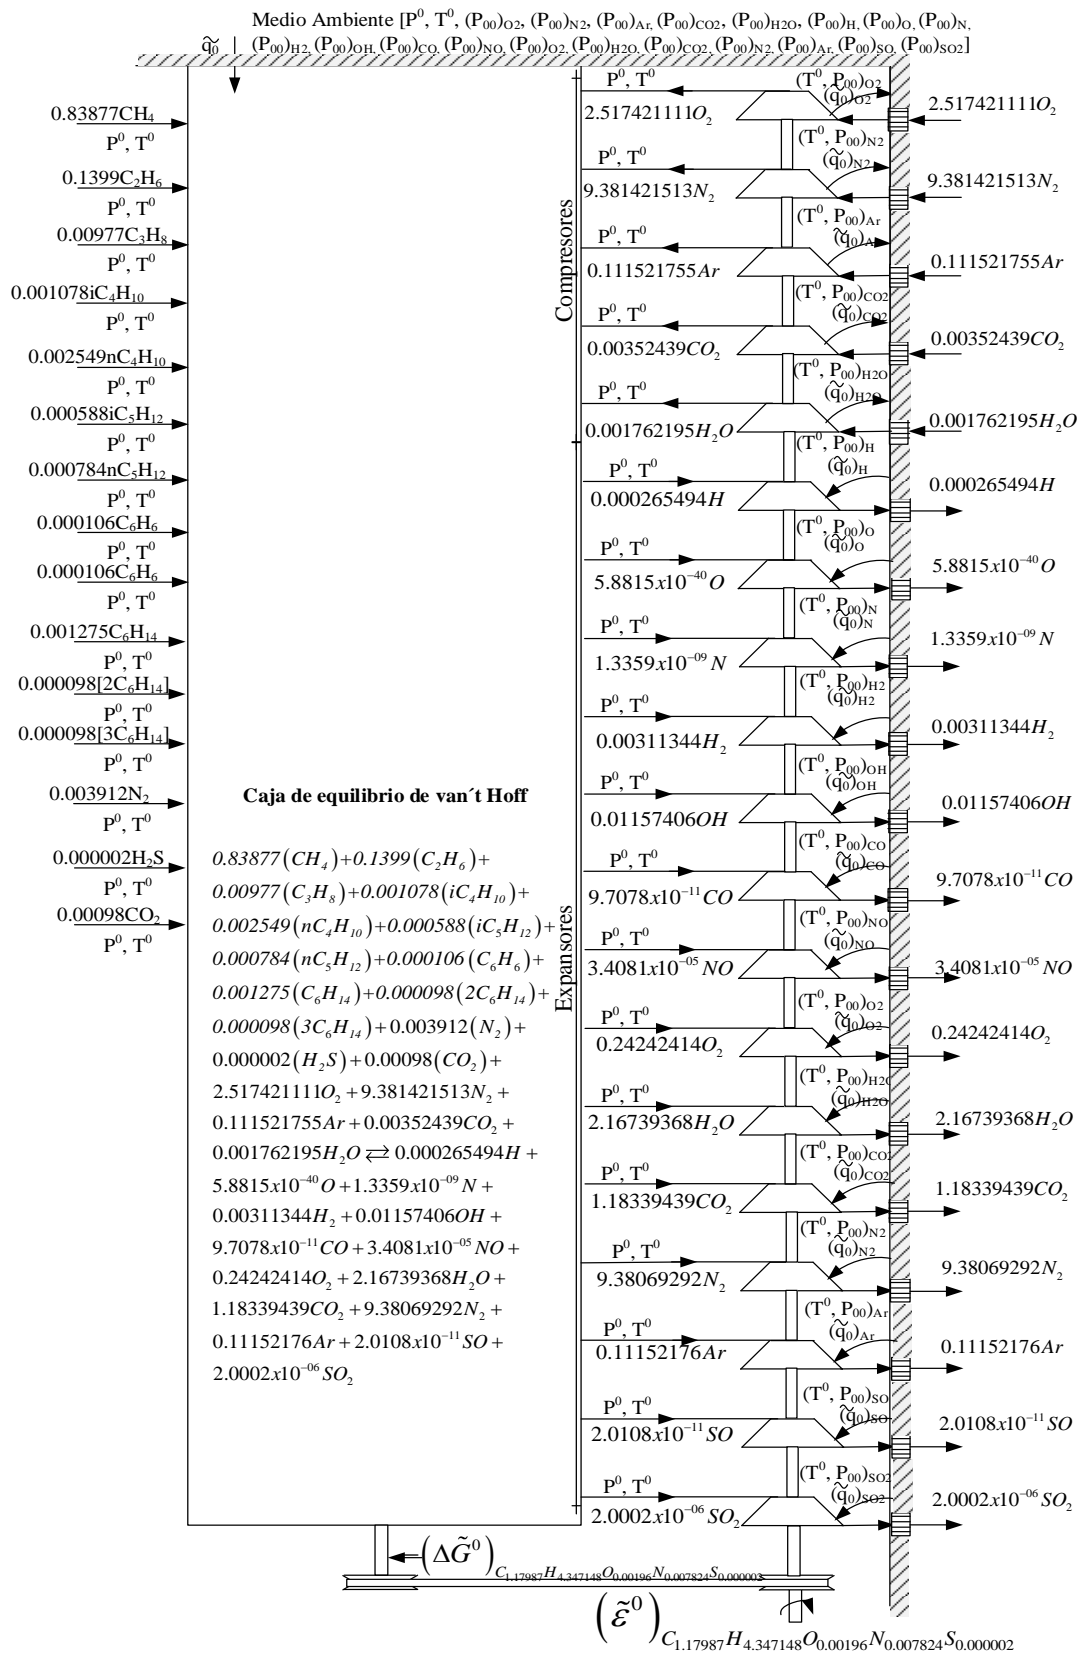 Medio Ambiente [P⁰, T⁰, (P₀₀)O2, (P₀₀)N2, (P₀₀)Ar, (P₀₀)CO2, (P₀₀)H2O, (P₀₀)H, (P₀₀)O, (P₀₀)N,
q̃₀ (P₀₀)H2, (P₀₀)OH, (P₀₀)CO, (P₀₀)NO, (P₀₀)O2, (P₀₀)H2O, (P₀₀)CO2, (P₀₀)N2, (P₀₀)Ar, (P₀₀)SO, (P₀₀)SO2]
0.83877CH₄
P⁰, T⁰
0.1399C₂H₆
P⁰, T⁰
0.00977C₃H₈
P⁰, T⁰
0.001078iC₄H₁₀
P⁰, T⁰
0.002549nC₄H₁₀
P⁰, T⁰
0.000588iC₅H₁₂
P⁰, T⁰
0.000784nC₅H₁₂
P⁰, T⁰
0.000106C₆H₆
P⁰, T⁰
0.000106C₆H₆
P⁰, T⁰
0.001275C₆H₁₄
P⁰, T⁰
0.000098[2C₆H₁₄]
P⁰, T⁰
0.000098[3C₆H₁₄]
P⁰, T⁰
0.003912N₂
P⁰, T⁰
0.000002H₂S
P⁰, T⁰
0.00098CO₂
P⁰, T⁰
Caja de equilibrio de van´t Hoff
0.83877(CH₄)+0.1399(C₂H₆)+
0.00977(C₃H₈)+0.001078(iC₄H₁₀)+
0.002549(nC₄H₁₀)+0.000588(iC₅H₁₂)+
0.000784(nC₅H₁₂)+0.000106(C₆H₆)+
0.001275(C₆H₁₄)+0.000098(2C₆H₁₄)+
0.000098(3C₆H₁₄)+0.003912(N₂)+
0.000002(H₂S)+0.00098(CO₂)+
2.517421111O₂+9.381421513N₂+
0.111521755Ar+0.00352439CO₂+
0.001762195H₂O⇄0.000265494H+
5.8815x10⁻⁴⁰O+1.3359x10⁻⁰⁹N+
0.00311344H₂+0.01157406OH+
9.7078x10⁻¹¹CO+3.4081x10⁻⁰⁵NO+
0.24242414O₂+2.16739368H₂O+
1.18339439CO₂+9.38069292N₂+
0.11152176Ar+2.0108x10⁻¹¹SO+
2.0002x10⁻⁰⁶SO₂
Compresores
Expansores
P⁰, T⁰ (T⁰, P₀₀)O2
(q̃₀)O2
2.517421111O₂ 2.517421111O₂
(T⁰, P₀₀)N2
P⁰, T⁰ (q̃₀)N2
9.381421513N₂ 9.381421513N₂
(T⁰, P₀₀)Ar
P⁰, T⁰ (q̃₀)A
0.111521755Ar 0.111521755Ar
(T⁰, P₀₀)CO2
P⁰, T⁰ (q̃₀)CO2
0.00352439CO₂ 0.00352439CO₂
(T⁰, P₀₀)H2O
P⁰, T⁰ (q̃₀)H2O
0.001762195H₂O 0.001762195H₂O
(T⁰, P₀₀)H
P⁰, T⁰ (q̃₀)H
0.000265494H 0.000265494H
(T⁰, P₀₀)O
P⁰, T⁰ (q̃₀)O
5.8815x10⁻⁴⁰O 5.8815x10⁻⁴⁰O
(T⁰, P₀₀)N
P⁰, T⁰ (q̃₀)N
1.3359x10⁻⁰⁹N 1.3359x10⁻⁰⁹N
(T⁰, P₀₀)H2
P⁰, T⁰ (q̃₀)H2
0.00311344H₂ 0.00311344H₂
(T⁰, P₀₀)OH
P⁰, T⁰ (q̃₀)OH
0.01157406OH 0.01157406OH
(T⁰, P₀₀)CO
P⁰, T⁰ (q̃₀)CO
9.7078x10⁻¹¹CO 9.7078x10⁻¹¹CO
(T⁰, P₀₀)NO
P⁰, T⁰ (q̃₀)NO
3.4081x10⁻⁰⁵NO 3.4081x10⁻⁰⁵NO
(T⁰, P₀₀)O2
P⁰, T⁰ (q̃₀)O2
0.24242414O₂ 0.24242414O₂
(T⁰, P₀₀)H2O
P⁰, T⁰ (q̃₀)H2O
2.16739368H₂O 2.16739368H₂O
(T⁰, P₀₀)CO2
P⁰, T⁰ (q̃₀)CO2
1.18339439CO₂ 1.18339439CO₂
(T⁰, P₀₀)N2
P⁰, T⁰ (q̃₀)N2
9.38069292N₂ 9.38069292N₂
(T⁰, P₀₀)Ar
P⁰, T⁰ (q̃₀)Ar
0.11152176Ar 0.11152176Ar
(T⁰, P₀₀)SO
P⁰, T⁰ (q̃₀)SO
2.0108x10⁻¹¹SO 2.0108x10⁻¹¹SO
(T⁰, P₀₀)SO2
P⁰, T⁰ (q̃₀)SO2
2.0002x10⁻⁰⁶SO₂ 2.0002x10⁻⁰⁶SO₂
(ΔG̃⁰)C₁.₁₇₉₈₇H₄.₃₄₇₁₄₈O₀.₀₀₁₉₆N₀.₀₀₇₈₂₄S₀.₀₀₀₀₀₂
(ε̃⁰)C₁.₁₇₉₈₇H₄.₃₄₇₁₄₈O₀.₀₀₁₉₆N₀.₀₀₇₈₂₄S₀.₀₀₀₀₀₂